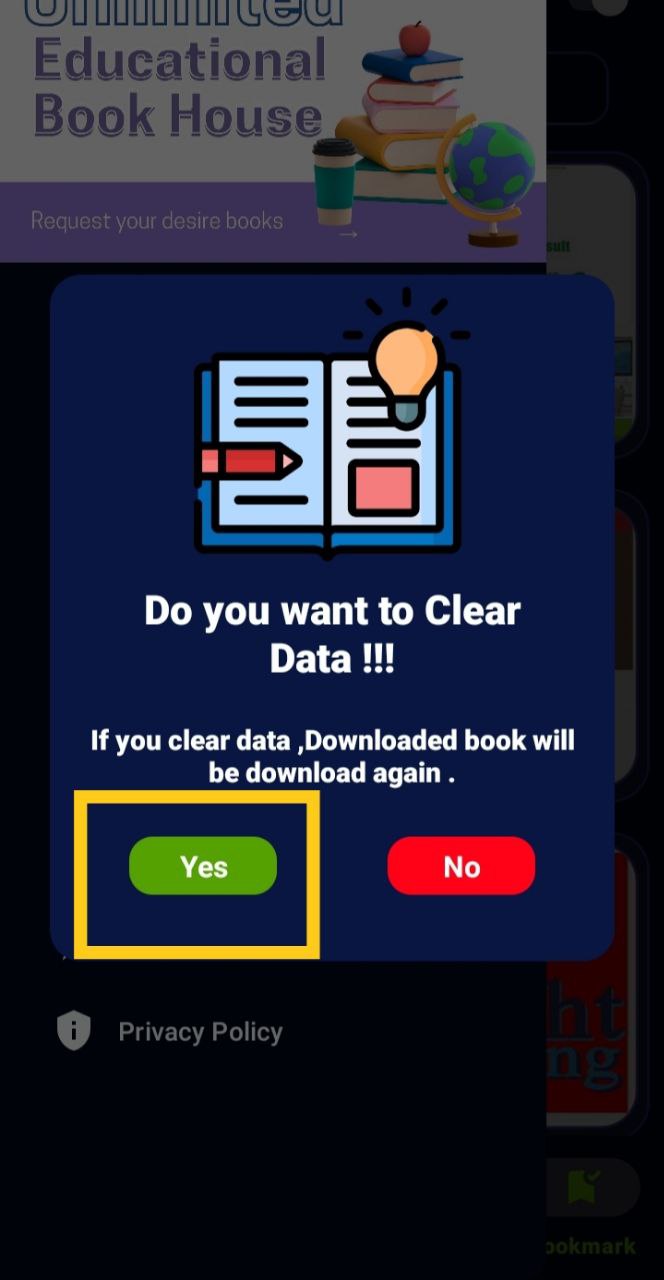 Unlimited
Educational
Book House
Request your desire books
→
sult
Do you want to Clear
Data !!!
If you clear data ,Downloaded book will
be download again .
Yes
No
Privacy Policy
ht
ng
ookmark